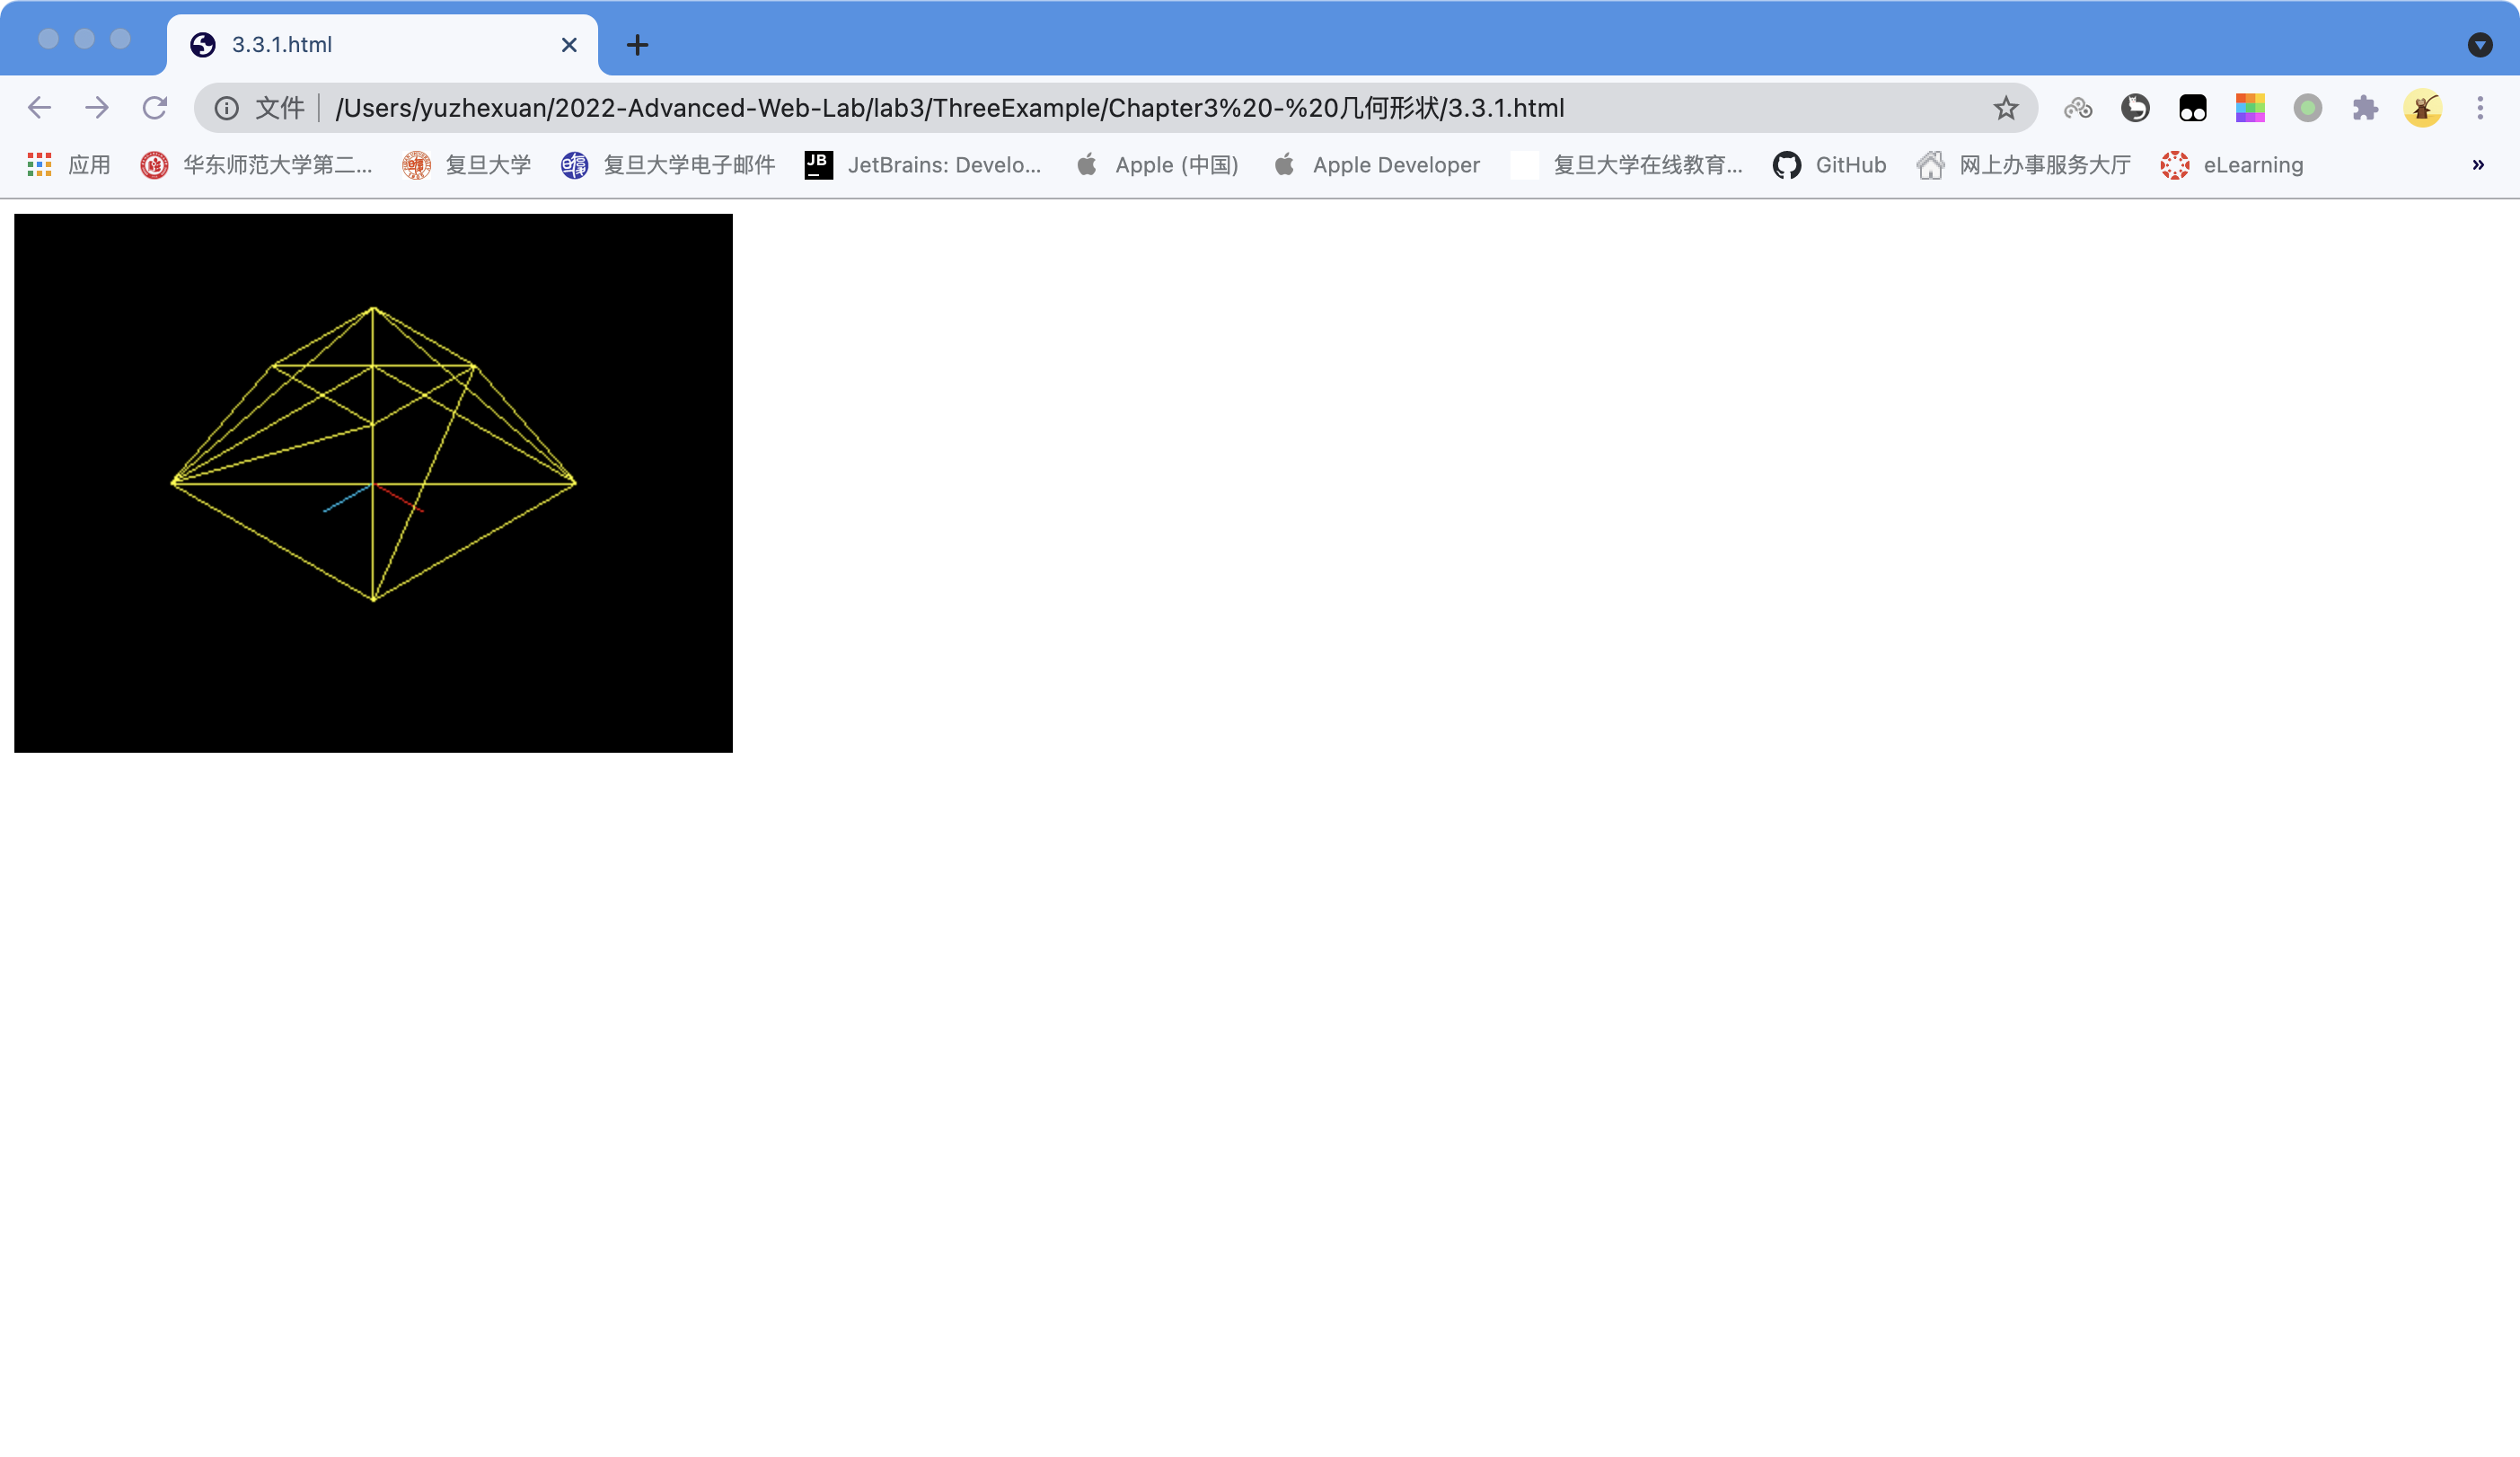 3.3.1.html
文件 /Users/yuzhexuan/2022-Advanced-Web-Lab/lab3/ThreeExample/Chapter3%20-%20几何形状/3.3.1.html
应用 华东师范大学第二... 复旦大学 复旦大学电子邮件 JB JetBrains: Develo... Apple (中国) Apple Developer 复旦大学在线教育... GitHub 网上办事服务大厅 eLearning »